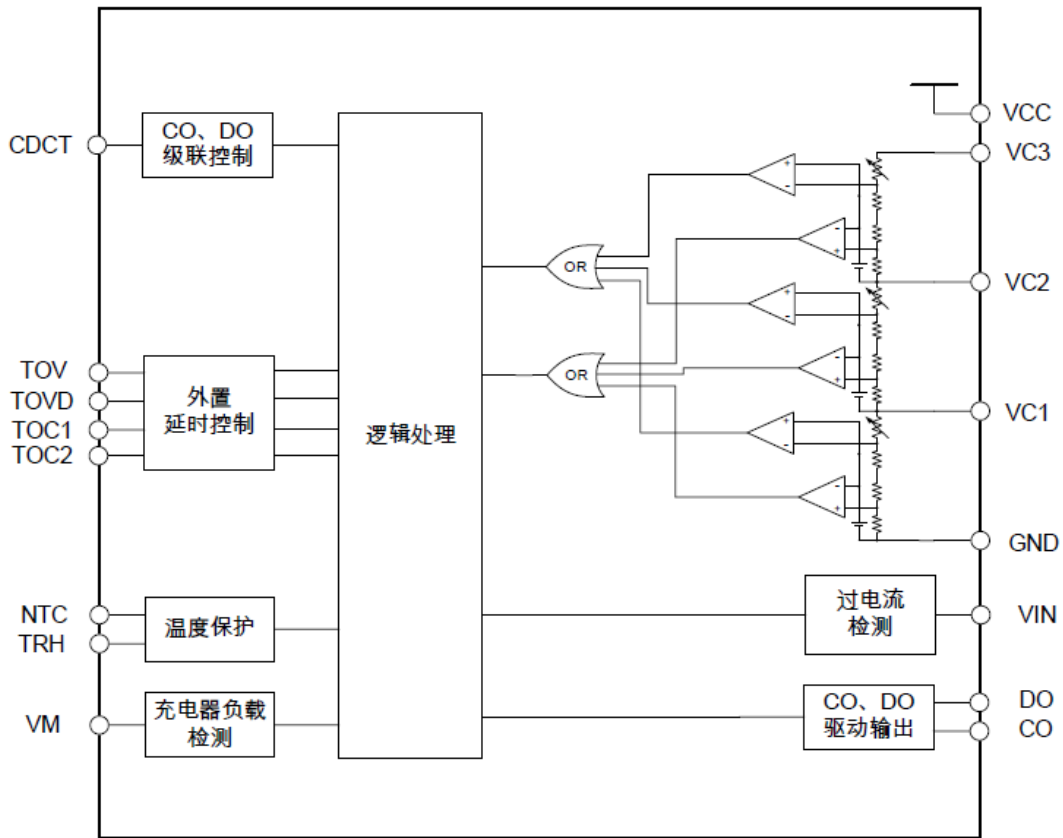 VCC
CDCT
CO、DO
级联控制
VC3
+
-
-
+
OR
VC2
+
-
TOV
TOVD
TOC1
TOC2
外置
延时控制
逻辑处理
OR
-
+
VC1
+
-
-
+
GND
NTC
TRH
温度保护
过电流
检测
VIN
VM
充电器负载
检测
CO、DO
驱动输出
DO
CO